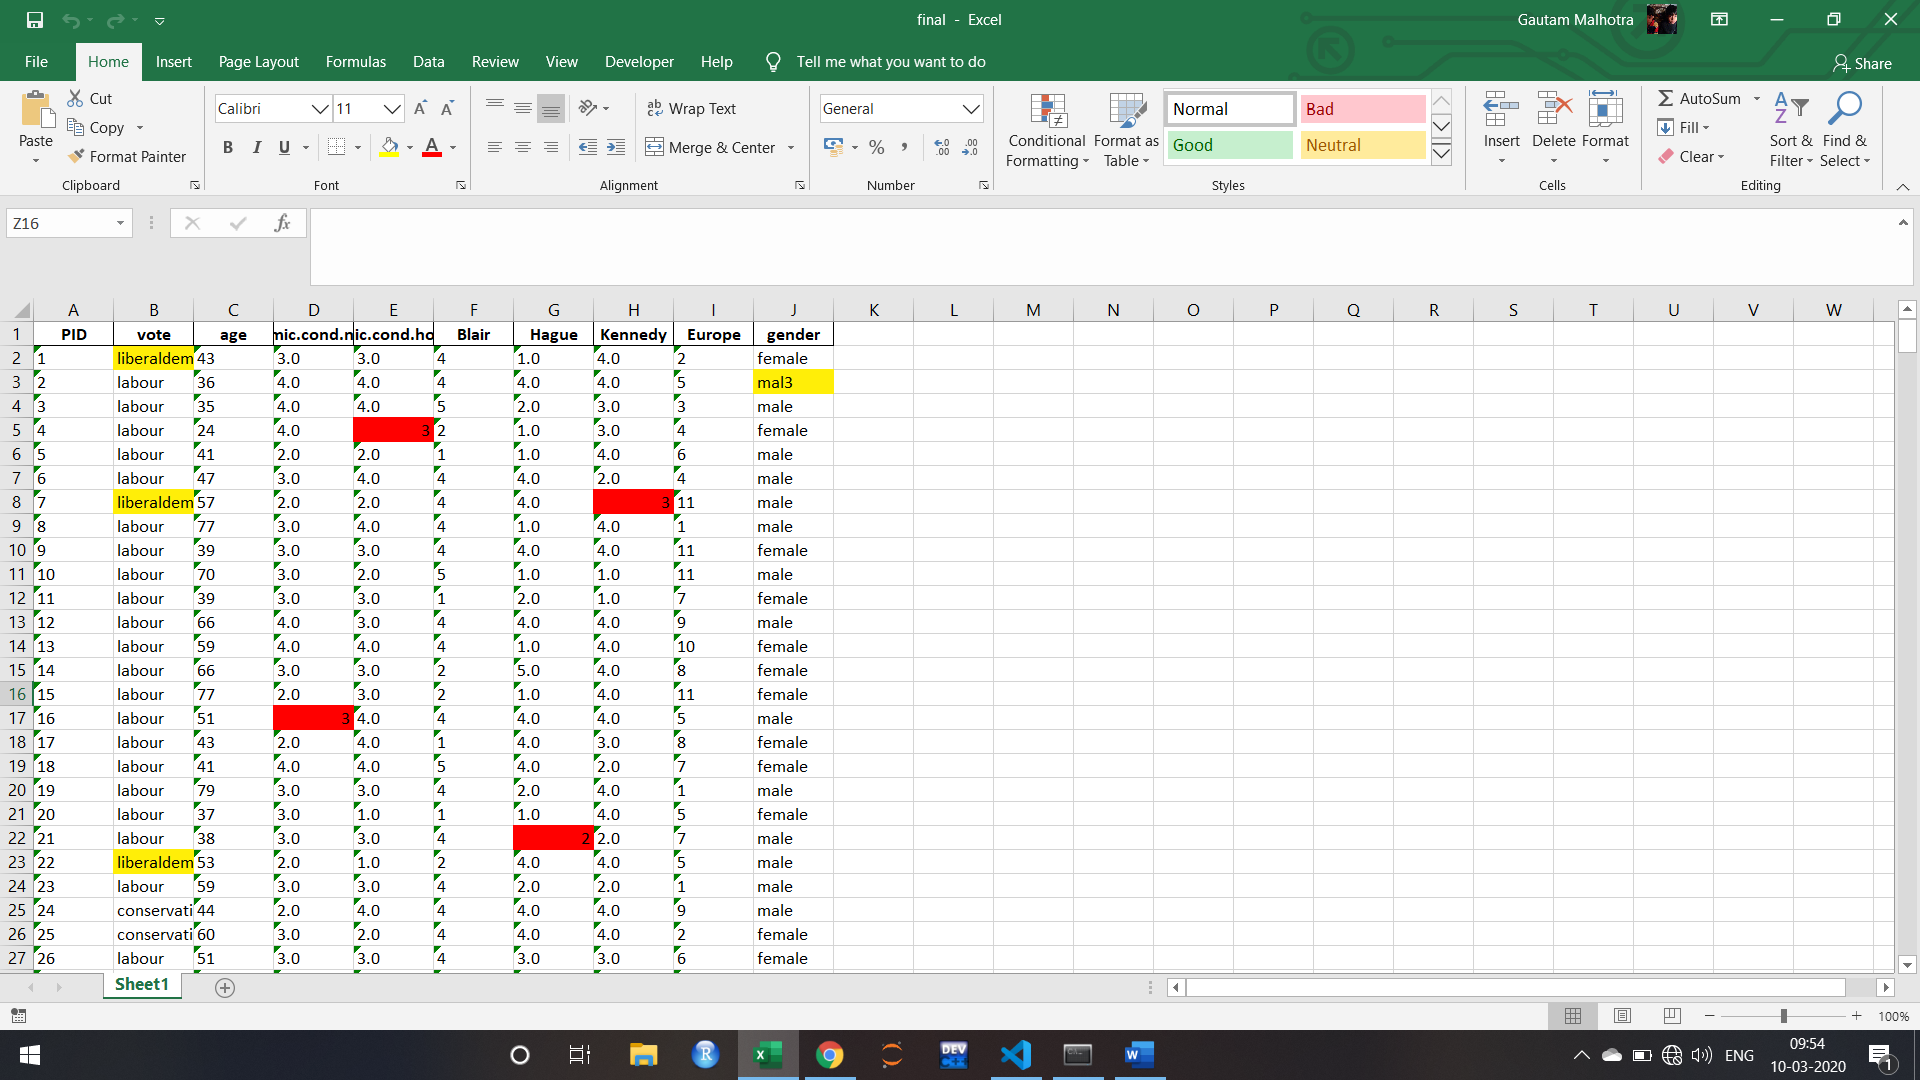 final - Excel
Gautam Malhotra
File Home Insert Page Layout Formulas Data Review View Developer Help Tell me what you want to do Share
Paste
Cut
Copy
Format Painter
Clipboard
Calibri 11
B I U
Font
Wrap Text
Merge & Center
Alignment
General
Number
Conditional Formatting
Format as Table
Normal Bad
Good Neutral
Styles
Insert Delete Format
Cells
AutoSum
Fill
Clear
Sort & Filter
Find & Select
Editing
Z16 fx
A B C D E F G H I J K L M N O P Q R S T U V W
1 PID vote age mic.cond.n ic.cond.ho Blair Hague Kennedy Europe gender
2 1 liberaldem 43 3.0 3.0 4 1.0 4.0 2 female
3 2 labour 36 4.0 4.0 4 4.0 4.0 5 mal3
4 3 labour 35 4.0 4.0 5 2.0 3.0 3 male
5 4 labour 24 4.0 3 2 1.0 3.0 4 female
6 5 labour 41 2.0 2.0 1 1.0 4.0 6 male
7 6 labour 47 3.0 4.0 4 4.0 2.0 4 male
8 7 liberaldem 57 2.0 2.0 4 4.0 3 11 male
9 8 labour 77 3.0 4.0 4 1.0 4.0 1 male
10 9 labour 39 3.0 3.0 4 4.0 4.0 11 female
11 10 labour 70 3.0 2.0 5 1.0 1.0 11 male
12 11 labour 39 3.0 3.0 1 2.0 1.0 7 female
13 12 labour 66 4.0 3.0 4 4.0 4.0 9 male
14 13 labour 59 4.0 4.0 4 1.0 4.0 10 female
15 14 labour 66 3.0 3.0 2 5.0 4.0 8 female
16 15 labour 77 2.0 3.0 2 1.0 4.0 11 female
17 16 labour 51 3 4.0 4 4.0 4.0 5 male
18 17 labour 43 2.0 4.0 1 4.0 3.0 8 female
19 18 labour 41 4.0 4.0 5 4.0 2.0 7 female
20 19 labour 79 3.0 3.0 4 2.0 4.0 1 male
21 20 labour 37 3.0 1.0 1 1.0 4.0 5 female
22 21 labour 38 3.0 3.0 4 2 2.0 7 male
23 22 liberaldem 53 2.0 1.0 2 4.0 4.0 5 male
24 23 labour 59 3.0 3.0 4 2.0 2.0 1 male
25 24 conservati 44 2.0 4.0 4 4.0 4.0 9 male
26 25 conservati 60 3.0 2.0 4 4.0 4.0 2 female
27 26 labour 51 3.0 3.0 4 3.0 3.0 6 female
Sheet1
100%
R DEV C++ ENG
09:54
10-03-2020
1